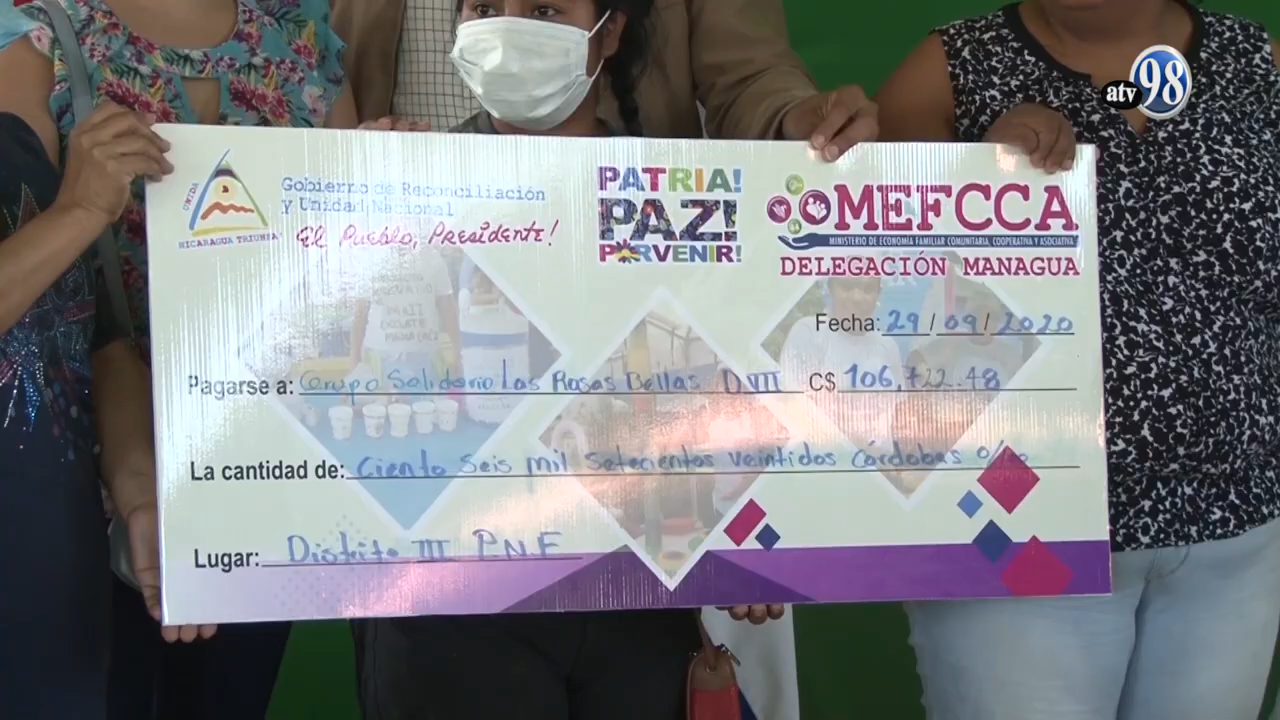 atv 98
UNIDA
NICARAGUA TRIUNFA
Gobierno de Reconciliación
y Unidad Nacional
El Pueblo, Presidente!
PATRIA!
PAZ!
PORVENIR!
MEFCCA
MINISTERIO DE ECONOMÍA FAMILIAR COMUNITARIA, COOPERATIVA Y ASOCIATIVA
DELEGACIÓN MANAGUA
Fecha: 29/09/2020
Pagarse a: Grupo Solidario Las Rosas Bellas D.VII C$ 106,722.48
La cantidad de: Ciento Seis mil Setecientos veintidos Córdobas
Lugar: Distrito III P.N.F